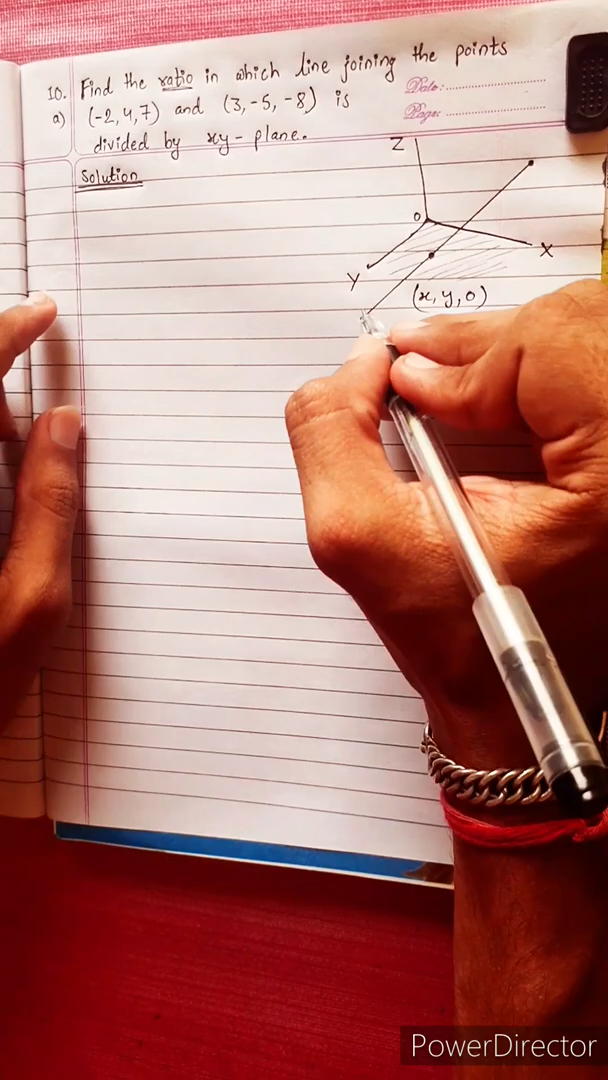 10. Find the ratio in which line joining the points
a) (-2,4,7) and (3,-5,-8) is
divided by xy-plane.
Date:
Page:
Solution
Z
O
X
Y
(x, y, 0)
PowerDirector